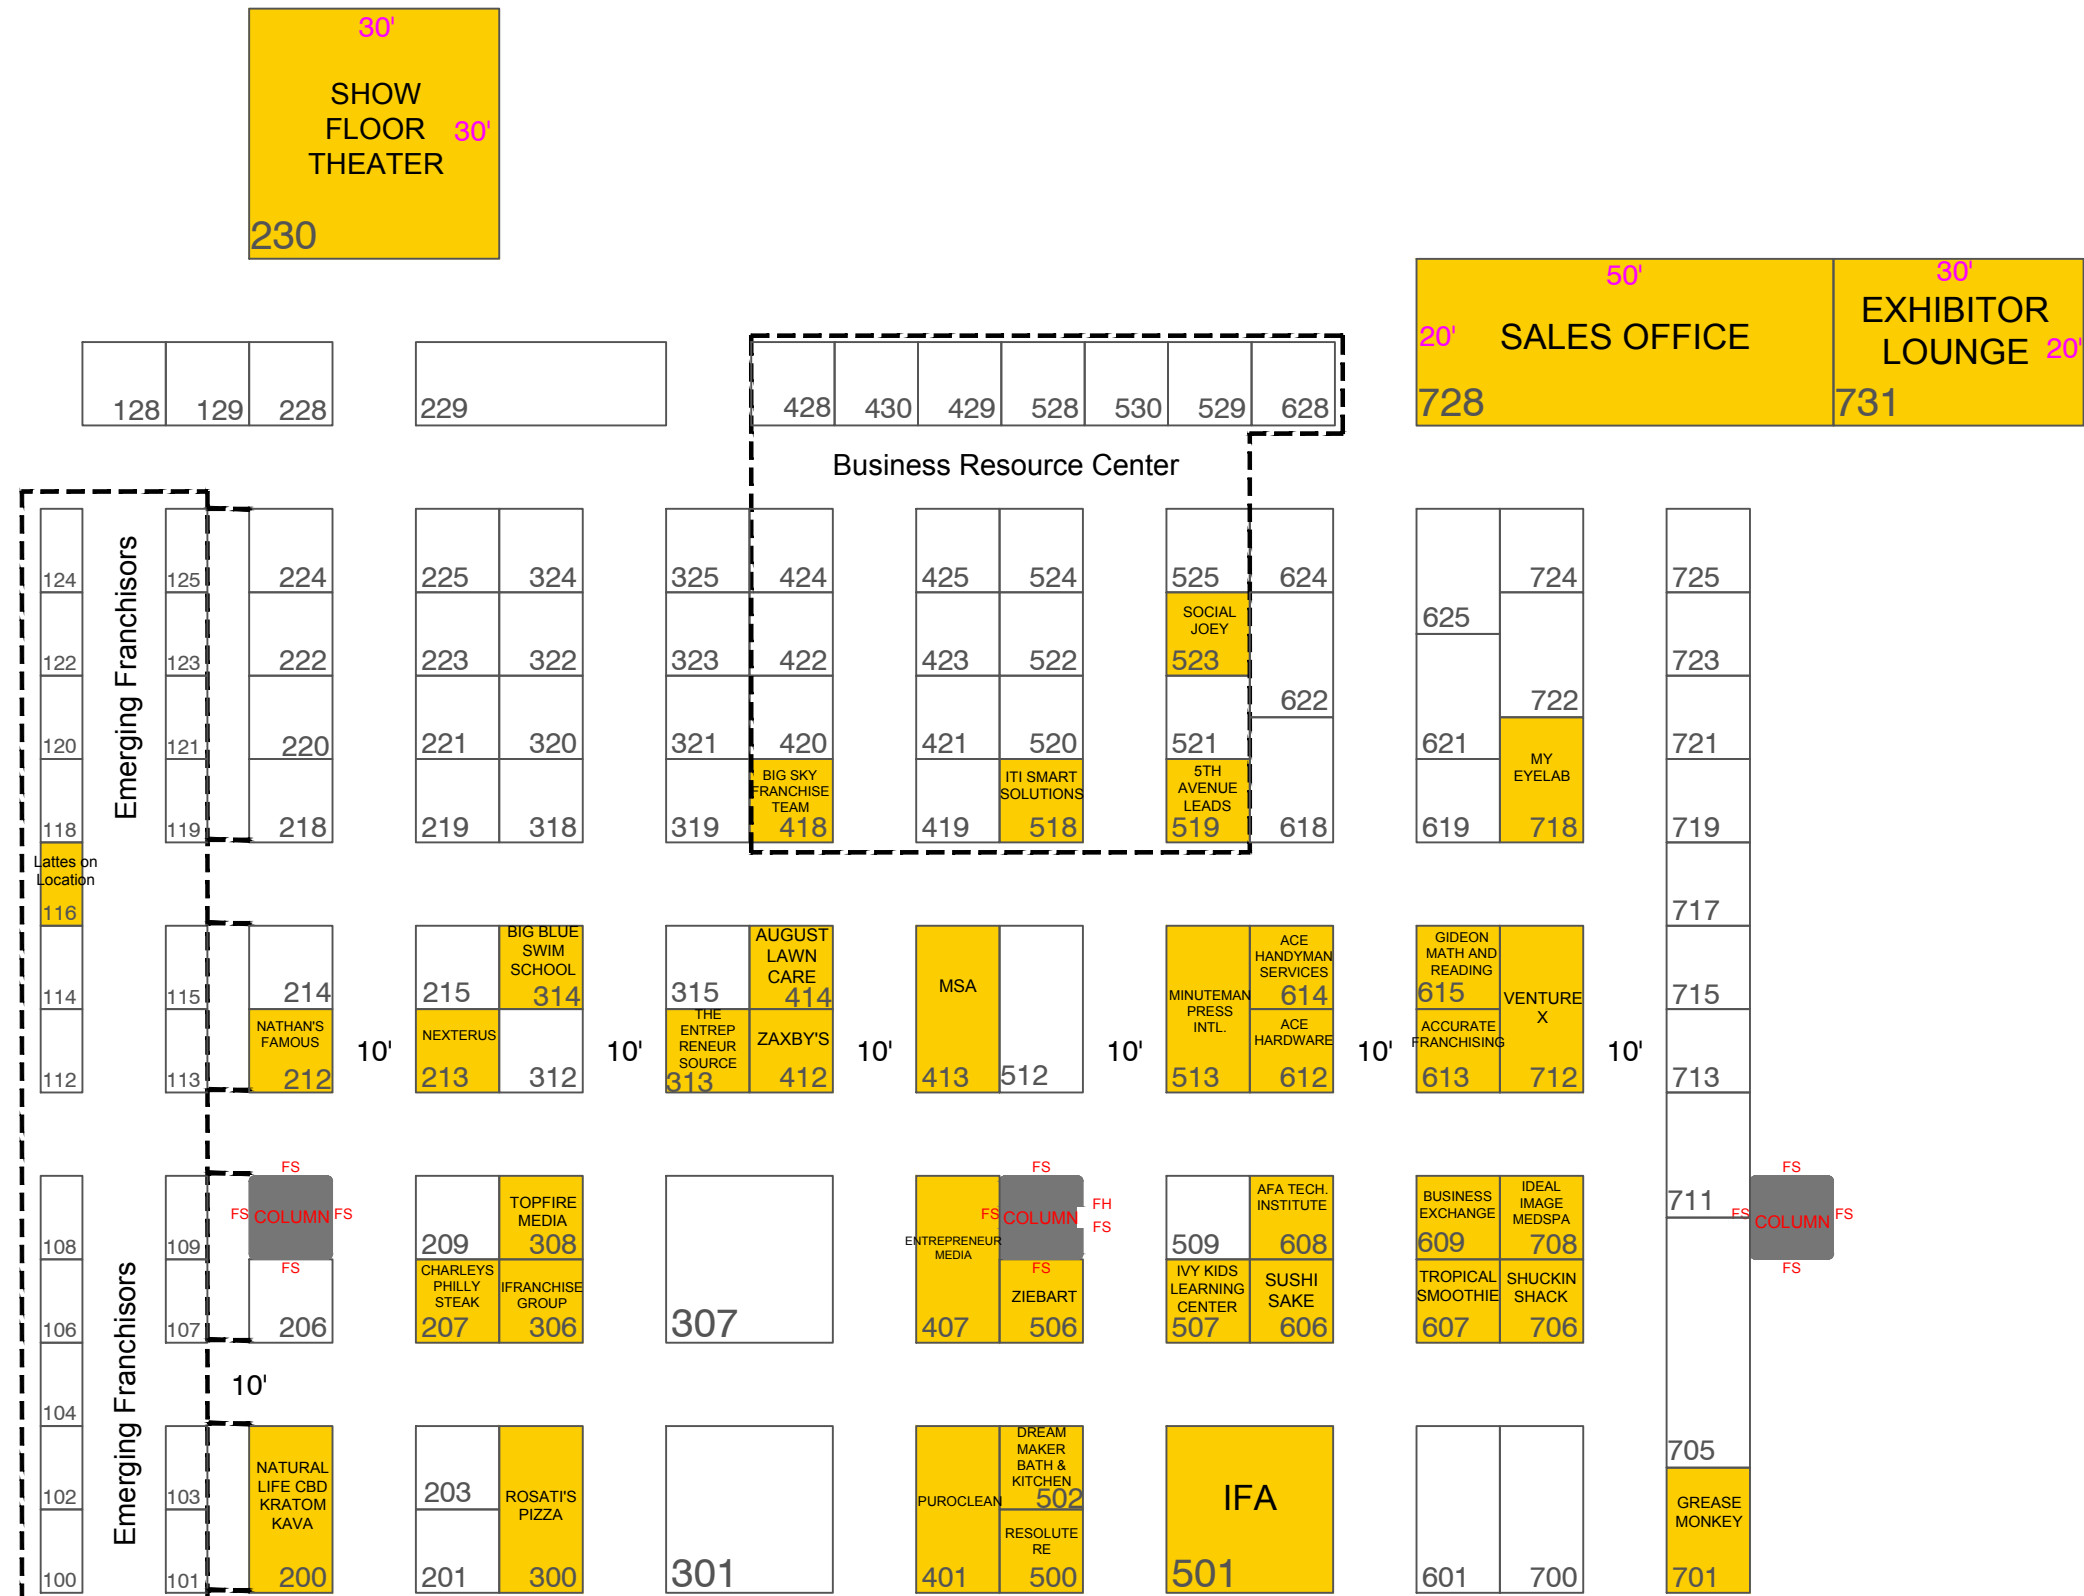 30'
SHOW
FLOOR
THEATER
30'
230
50'
20'
SALES OFFICE
728
30'
EXHIBITOR
LOUNGE
20'
731
128
129
228
229
428
430
429
528
530
529
628
Business Resource Center
Emerging Franchisors
124
125
224
225
324
325
424
425
524
525
624
625
724
725
122
123
222
223
322
323
422
423
522
SOCIAL
JOEY
523
622
722
723
120
121
220
221
320
321
420
421
520
521
621
721
118
119
218
219
318
319
BIG SKY
FRANCHISE
TEAM
418
419
ITI SMART
SOLUTIONS
518
5TH
AVENUE
LEADS
519
618
619
MY
EYELAB
718
719
Lattes on
Location
116
717
114
115
214
215
BIG BLUE
SWIM
SCHOOL
314
315
AUGUST
LAWN
CARE
414
MSA
413
512
MINUTEMAN
PRESS
INTL.
513
ACE
HANDYMAN
SERVICES
614
GIDEON
MATH AND
READING
615
VENTURE
X
712
715
112
113
NATHAN'S
FAMOUS
212
10'
NEXTERUS
213
312
10'
THE
ENTREP
RENEUR
SOURCE
313
ZAXBY'S
412
10'
10'
ACE
HARDWARE
612
10'
ACCURATE
FRANCHISING
613
10'
713
Emerging Franchisors
108
109
FS
FS
COLUMN
FS
FS
209
TOPFIRE
MEDIA
308
307
ENTREPRENEUR
MEDIA
407
FS
FS
COLUMN
FH
FS
FS
509
AFA TECH.
INSTITUTE
608
BUSINESS
EXCHANGE
609
IDEAL
IMAGE
MEDSPA
708
711
FS
FS
COLUMN
FS
FS
106
107
206
CHARLEYS
PHILLY
STEAK
207
IFRANCHISE
GROUP
306
ZIEBART
506
IVY KIDS
LEARNING
CENTER
507
SUSHI
SAKE
606
TROPICAL
SMOOTHIE
607
SHUCKIN
SHACK
706
10'
104
705
102
103
NATURAL
LIFE CBD
KRATOM
KAVA
200
203
ROSATI'S
PIZZA
300
301
PUROCLEAN
401
DREAM
MAKER
BATH &
KITCHEN
502
IFA
501
601
700
GREASE
MONKEY
701
100
101
201
RESOLUTE
RE
500